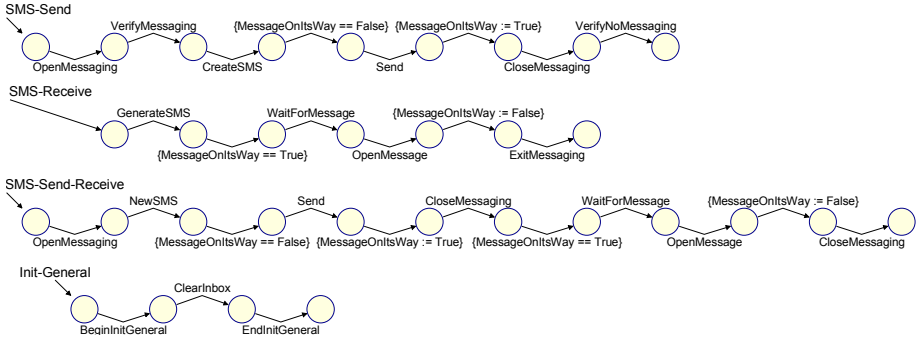 SMS-Send
VerifyMessaging {MessageOnItsWay == False} {MessageOnItsWay := True} VerifyNoMessaging
OpenMessaging CreateSMS Send CloseMessaging
SMS-Receive
GenerateSMS WaitForMessage {MessageOnItsWay := False}
{MessageOnItsWay == True} OpenMessage ExitMessaging
SMS-Send-Receive
NewSMS Send CloseMessaging WaitForMessage {MessageOnItsWay := False}
OpenMessaging {MessageOnItsWay == False} {MessageOnItsWay := True} {MessageOnItsWay == True} OpenMessage CloseMessaging
Init-General
ClearInbox
BeginInitGeneral EndInitGeneral